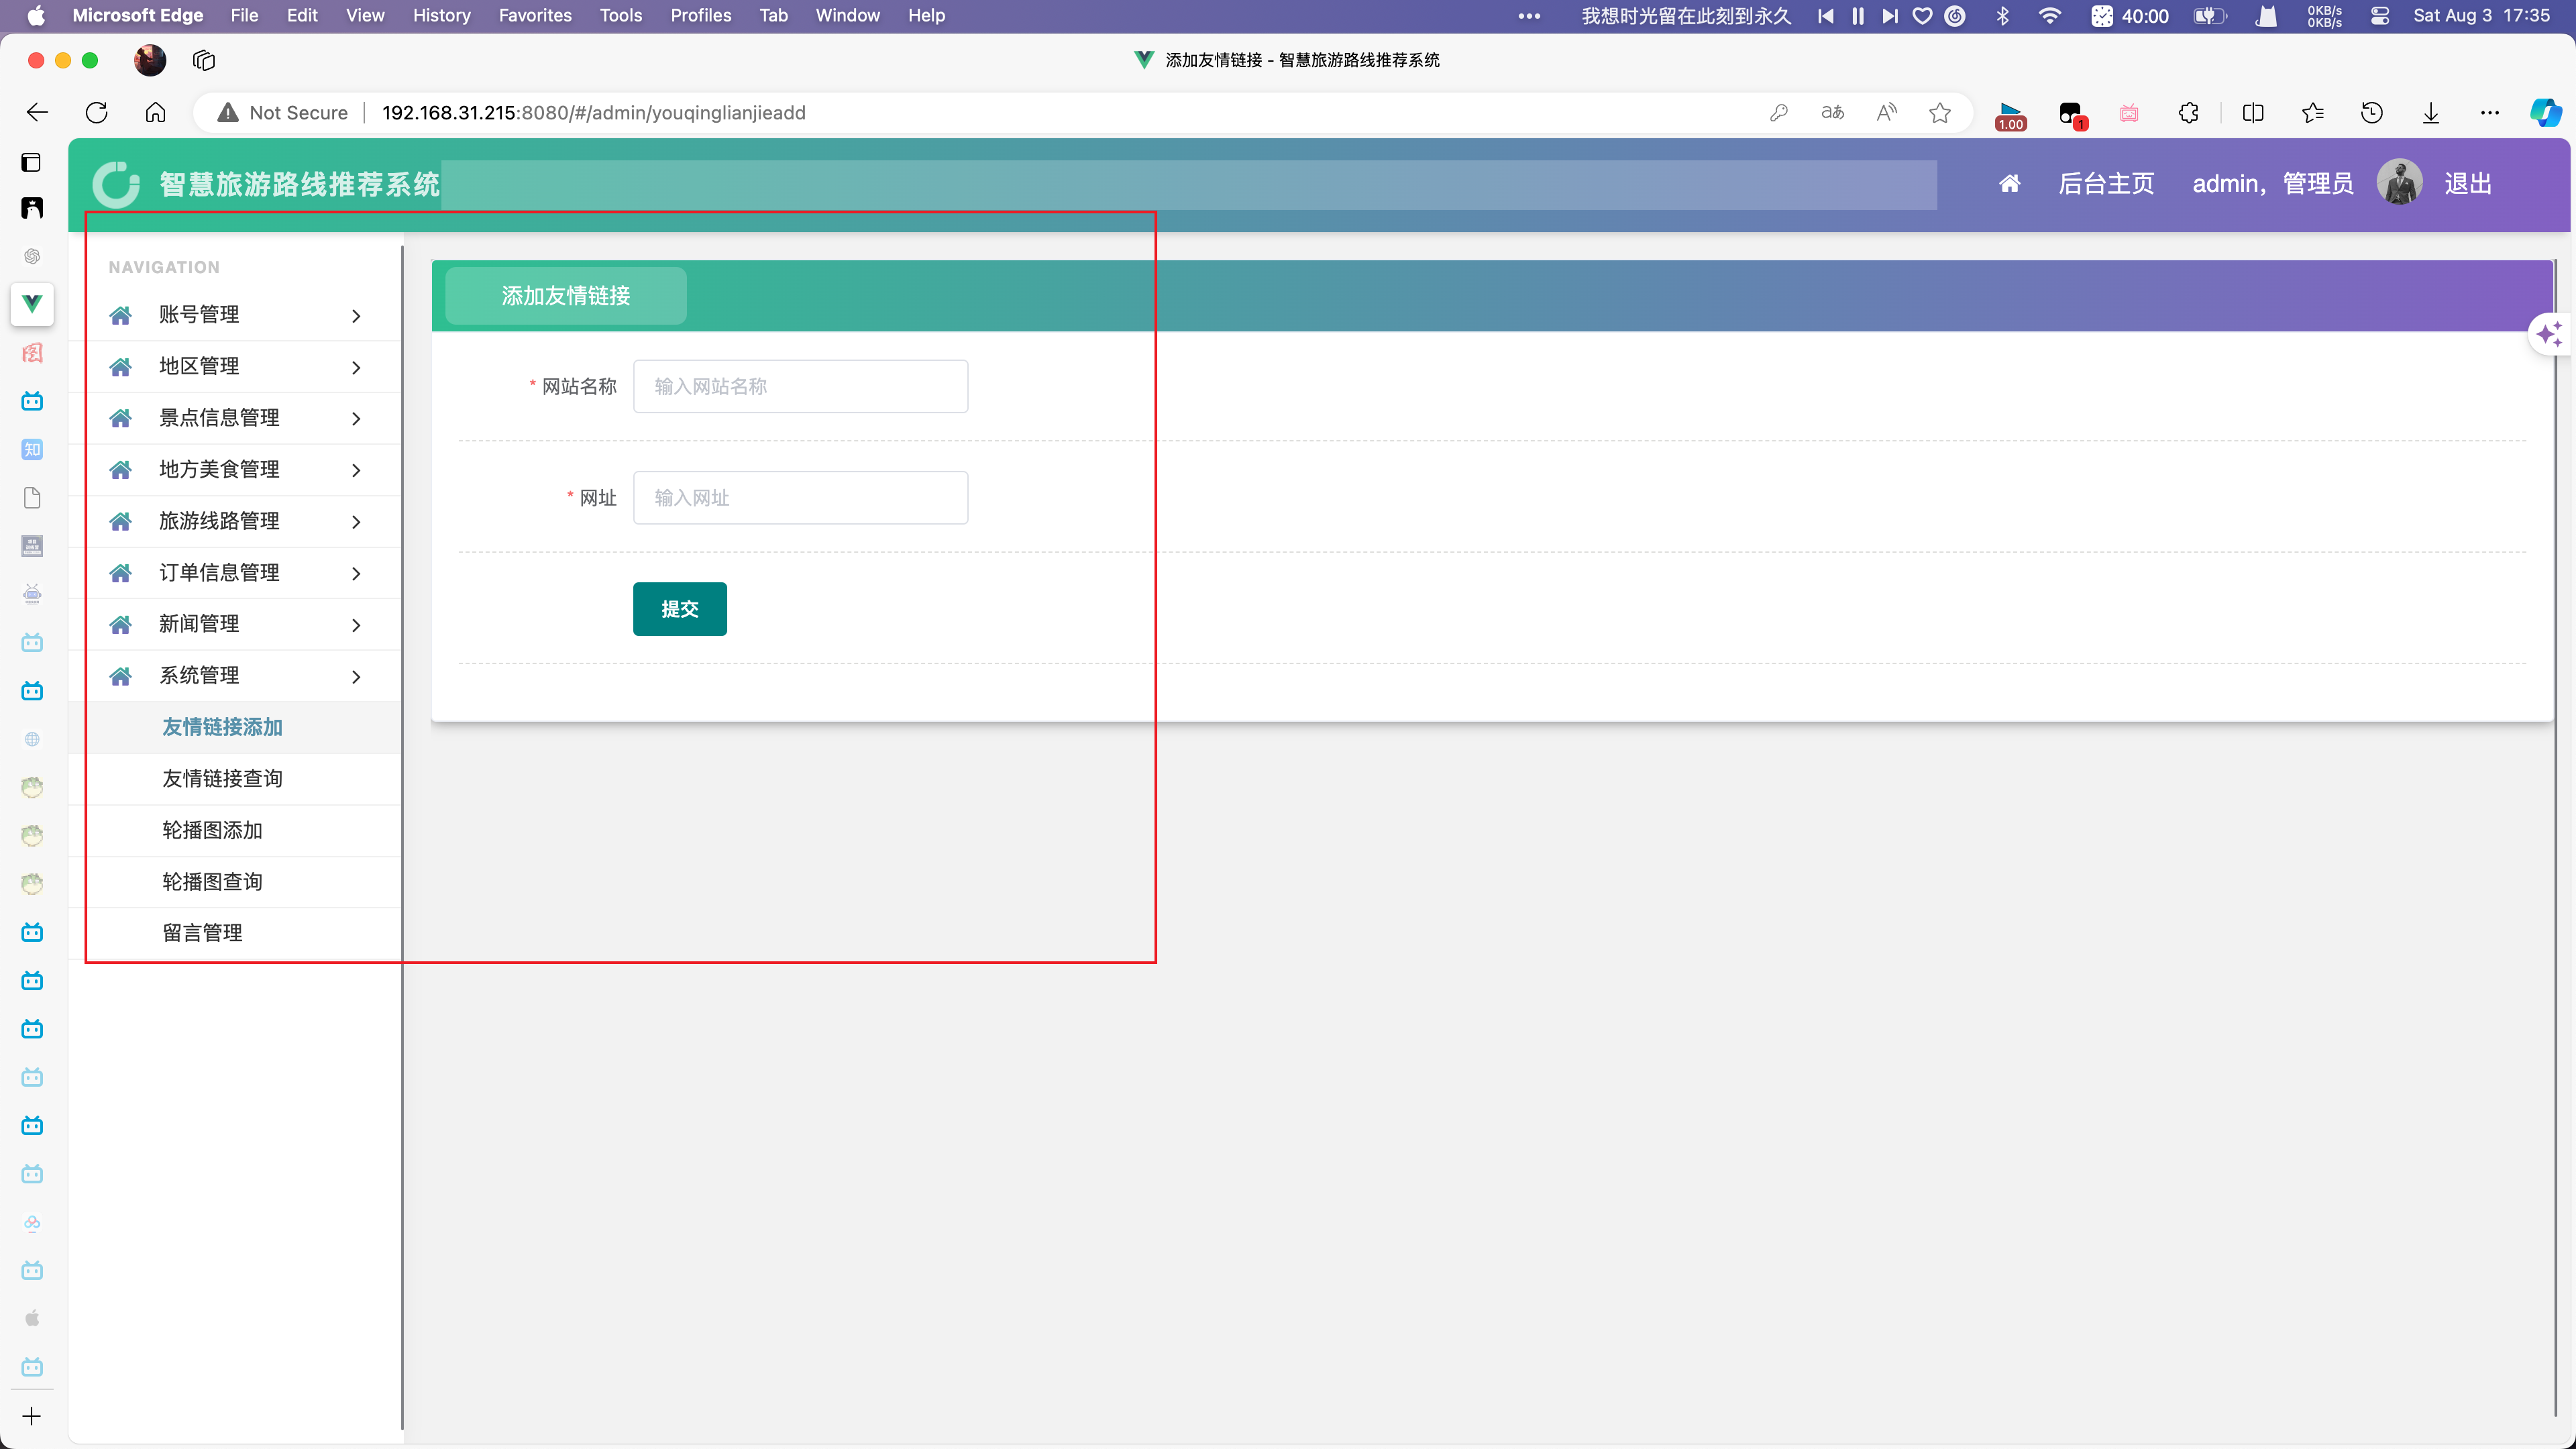 Microsoft Edge File Edit View History Favorites Tools Profiles Tab Window Help ••• 我想时光留在此刻到永久 40:00 0KB/s 0KB/s Sat Aug 3 17:35
添加友情链接 - 智慧旅游路线推荐系统
Not Secure 192.168.31.215:8080/#/admin/youqinglianjieadd aあ A 1.00 1
智慧旅游路线推荐系统 后台主页 admin，管理员 退出
NAVIGATION
添加友情链接
账号管理
地区管理
* 网站名称 输入网站名称
景点信息管理
地方美食管理
* 网址 输入网址
旅游线路管理
订单信息管理
提交
新闻管理
系统管理
友情链接添加
友情链接查询
轮播图添加
轮播图查询
留言管理
图
知